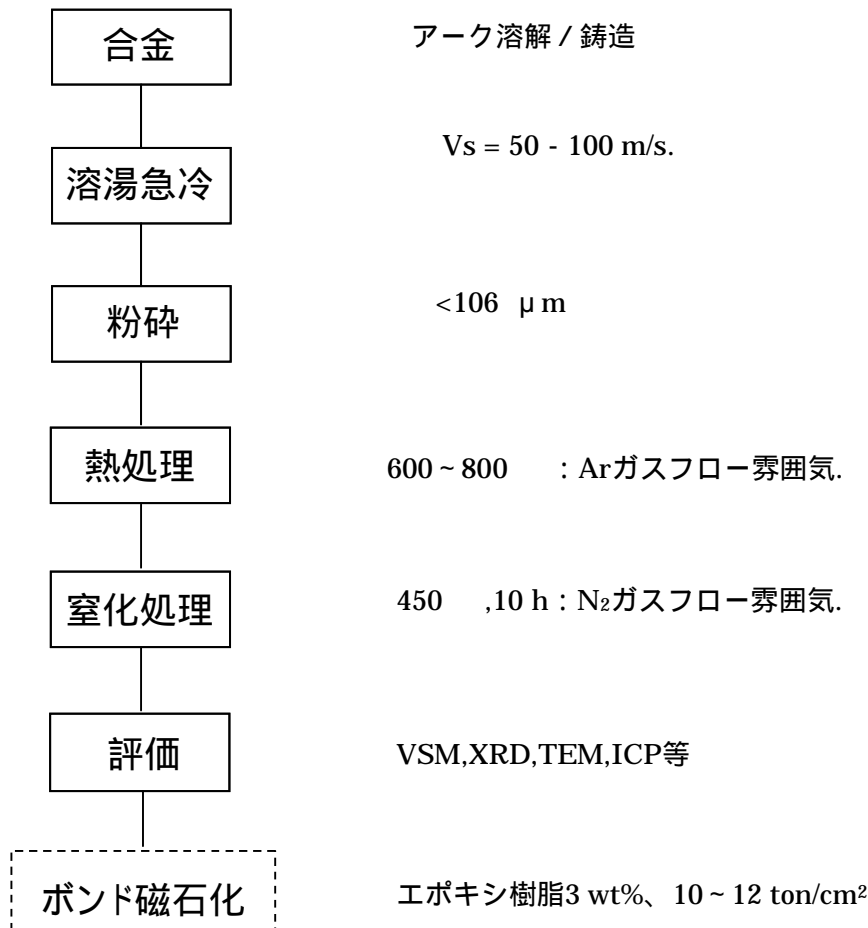 合金 アーク溶解 / 鋳造
Vs = 50 - 100 m/s.
溶湯急冷
粉砕 <106 μm
熱処理 600~800 : Arガスフロー雰囲気.
窒化処理 450 ,10 h : N₂ガスフロー雰囲気.
評価 VSM,XRD,TEM,ICP等
ボンド磁石化 エポキシ樹脂3 wt%、10~12 ton/cm²